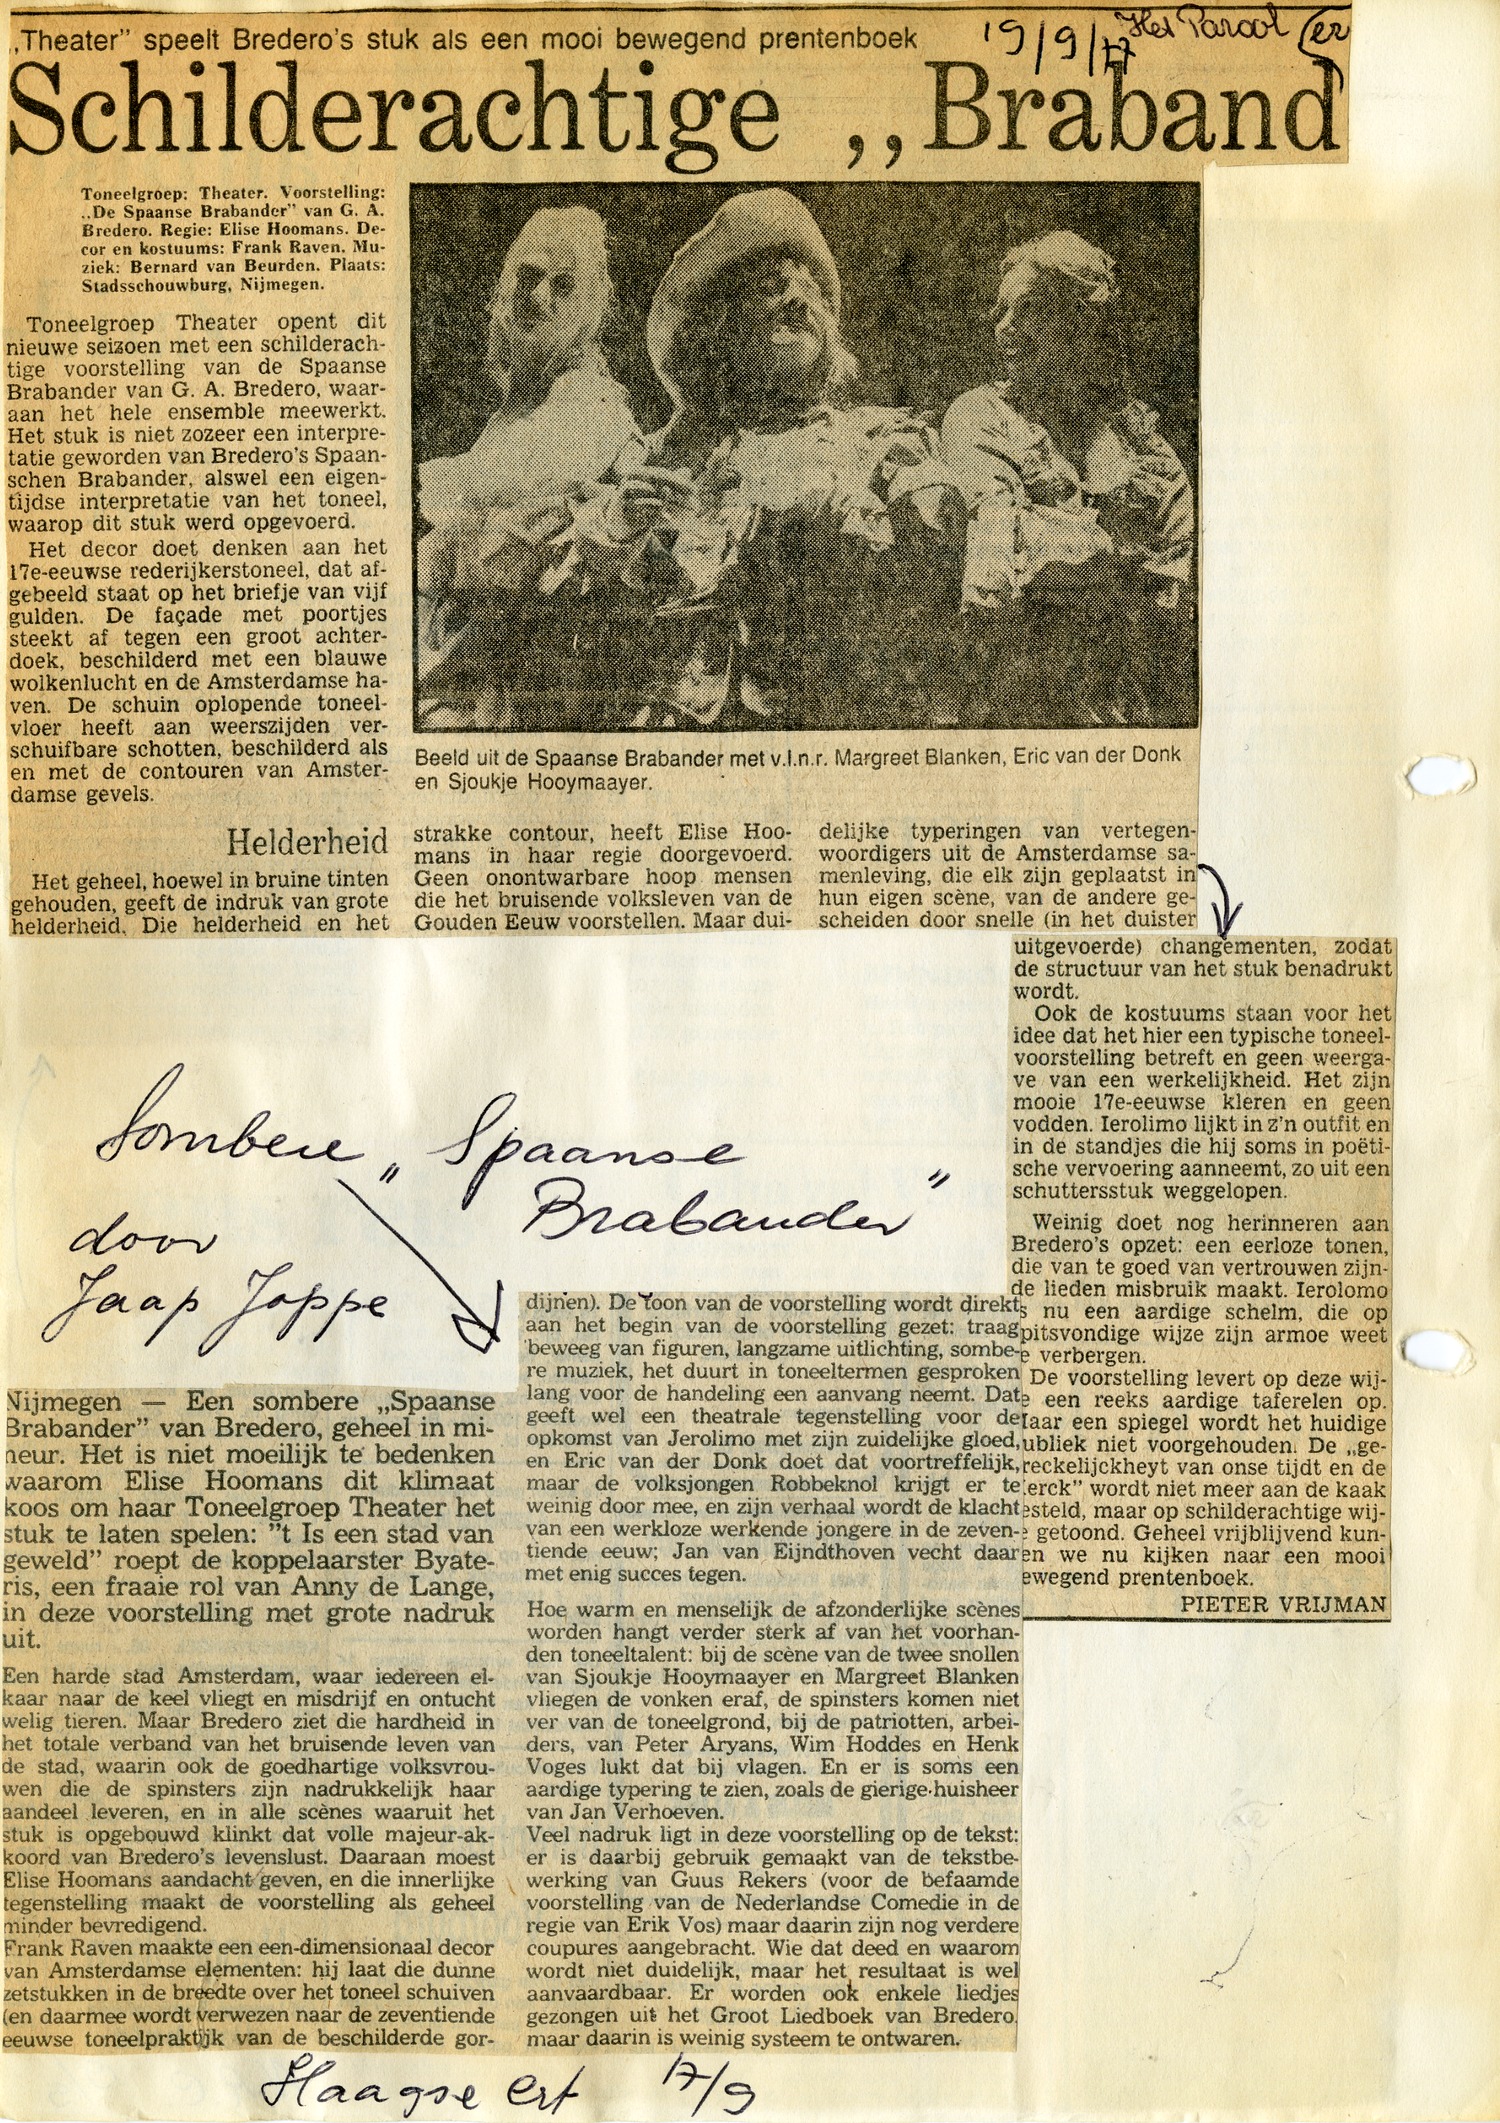 „Theater” speelt Bredero's stuk als een mooi bewegend prentenboek
19/9/77 Het Parool (er
Schilderachtige „Braband
Toneelgroep: Theater. Voorstelling:
„De Spaanse Brabander” van G. A.
Bredero. Regie: Elise Hoomans. De-
cor en kostuums: Frank Raven. Mu-
ziek: Bernard van Beurden. Plaats:
Stadsschouwburg, Nijmegen.
Toneelgroep Theater opent dit
nieuwe seizoen met een schilderach-
tige voorstelling van de Spaanse
Brabander van G. A. Bredero, waar-
aan het hele ensemble meewerkt.
Het stuk is niet zozeer een interpre-
tatie geworden van Bredero's Spaan-
schen Brabander, alswel een eigen-
tijdse interpretatie van het toneel,
waarop dit stuk werd opgevoerd.
Het decor doet denken aan het
17e-eeuwse rederijkerstoneel, dat af-
gebeeld staat op het briefje van vijf
gulden. De façade met poortjes
steekt af tegen een groot achter-
doek, beschilderd met een blauwe
wolkenlucht en de Amsterdamse ha-
ven. De schuin oplopende toneel-
vloer heeft aan weerszijden ver-
schuifbare schotten, beschilderd als
en met de contouren van Amster-
damse gevels.
Helderheid
Het geheel, hoewel in bruine tinten
gehouden, geeft de indruk van grote
helderheid. Die helderheid en het
Beeld uit de Spaanse Brabander met v.l.n.r. Margreet Blanken, Eric van der Donk
en Sjoukje Hooymaayer.
strakke contour, heeft Elise Hoo-
mans in haar regie doorgevoerd.
Geen onontwarbare hoop mensen
die het bruisende volksleven van de
Gouden Eeuw voorstellen. Maar dui-
delijke typeringen van vertegen-
woordigers uit de Amsterdamse sa-
menleving, die elk zijn geplaatst in
hun eigen scène, van de andere ge-
scheiden door snelle (in het duister
uitgevoerde) changementen, zodat
de structuur van het stuk benadrukt
wordt.
Ook de kostuums staan voor het
idee dat het hier een typische toneel-
voorstelling betreft en geen weerga-
ve van een werkelijkheid. Het zijn
mooie 17e-eeuwse kleren en geen
vodden. Ierolimo lijkt in z'n outfit en
in de standjes die hij soms in poëti-
sche vervoering aanneemt, zo uit een
schuttersstuk weggelopen.
Weinig doet nog herinneren aan
Bredero's opzet: een eerloze tonen,
die van te goed van vertrouwen zijn-
de lieden misbruik maakt. Ierolomo
s nu een aardige schelm, die op
pitsvondige wijze zijn armoe weet
e verbergen.
De voorstelling levert op deze wij-
e een reeks aardige taferelen op.
aar een spiegel wordt het huidige
ubliek niet voorgehouden. De „ge-
reckelijckheyt van onse tijdt en de
erck” wordt niet meer aan de kaak
esteld, maar op schilderachtige wij-
e getoond. Geheel vrijblijvend kun-
en we nu kijken naar een mooi
ewegend prentenboek.
PIETER VRIJMAN
Sombere „Spaanse
Brabander”
door
Jaap Joppe
Nijmegen — Een sombere „Spaanse
Brabander” van Bredero, geheel in mi-
neur. Het is niet moeilijk te bedenken
waarom Elise Hoomans dit klimaat
koos om haar Toneelgroep Theater het
stuk te laten spelen: ”t Is een stad van
geweld” roept de koppelaarster Byate-
ris, een fraaie rol van Anny de Lange,
in deze voorstelling met grote nadruk
uit.
Een harde stad Amsterdam, waar iedereen el-
kaar naar de keel vliegt en misdrijf en ontucht
welig tieren. Maar Bredero ziet die hardheid in
het totale verband van het bruisende leven van
de stad, waarin ook de goedhartige volksvrou-
wen die de spinsters zijn nadrukkelijk haar
aandeel leveren, en in alle scènes waaruit het
stuk is opgebouwd klinkt dat volle majeur-ak-
koord van Bredero's levenslust. Daaraan moest
Elise Hoomans aandacht geven, en die innerlijke
tegenstelling maakt de voorstelling als geheel
minder bevredigend.
Frank Raven maakte een een-dimensionaal decor
van Amsterdamse elementen: hij laat die dunne
zetstukken in de breedte over het toneel schuiven
(en daarmee wordt verwezen naar de zeventiende
eeuwse toneelpraktijk van de beschilderde gor-
dijnen). De toon van de voorstelling wordt direkt
aan het begin van de voorstelling gezet: traag
beweeg van figuren, langzame uitlichting, sombe-
re muziek, het duurt in toneeltermen gesproken
lang voor de handeling een aanvang neemt. Dat
geeft wel een theatrale tegenstelling voor de
opkomst van Jerolimo met zijn zuidelijke gloed,
en Eric van der Donk doet dat voortreffelijk,
maar de volksjongen Robbeknol krijgt er te
weinig door mee, en zijn verhaal wordt de klacht
van een werkloze werkende jongere in de zeven-
tiende eeuw; Jan van Eijndthoven vecht daar
met enig succes tegen.
Hoe warm en menselijk de afzonderlijke scènes
worden hangt verder sterk af van het voorhan-
den toneeltalent: bij de scène van de twee snollen
van Sjoukje Hooymaayer en Margreet Blanken
vliegen de vonken eraf, de spinsters komen niet
ver van de toneelgrond, bij de patriotten, arbei-
ders, van Peter Aryans, Wim Hoddes en Henk
Voges lukt dat bij vlagen. En er is soms een
aardige typering te zien, zoals de gierige huisheer
van Jan Verhoeven.
Veel nadruk ligt in deze voorstelling op de tekst:
er is daarbij gebruik gemaakt van de tekstbe-
werking van Guus Rekers (voor de befaamde
voorstelling van de Nederlandse Comedie in de
regie van Erik Vos) maar daarin zijn nog verdere
coupures aangebracht. Wie dat deed en waarom
wordt niet duidelijk, maar het resultaat is wel
aanvaardbaar. Er worden ook enkele liedjes
gezongen uit het Groot Liedboek van Bredero,
maar daarin is weinig systeem te ontwaren.
Haagse Crt 17/9